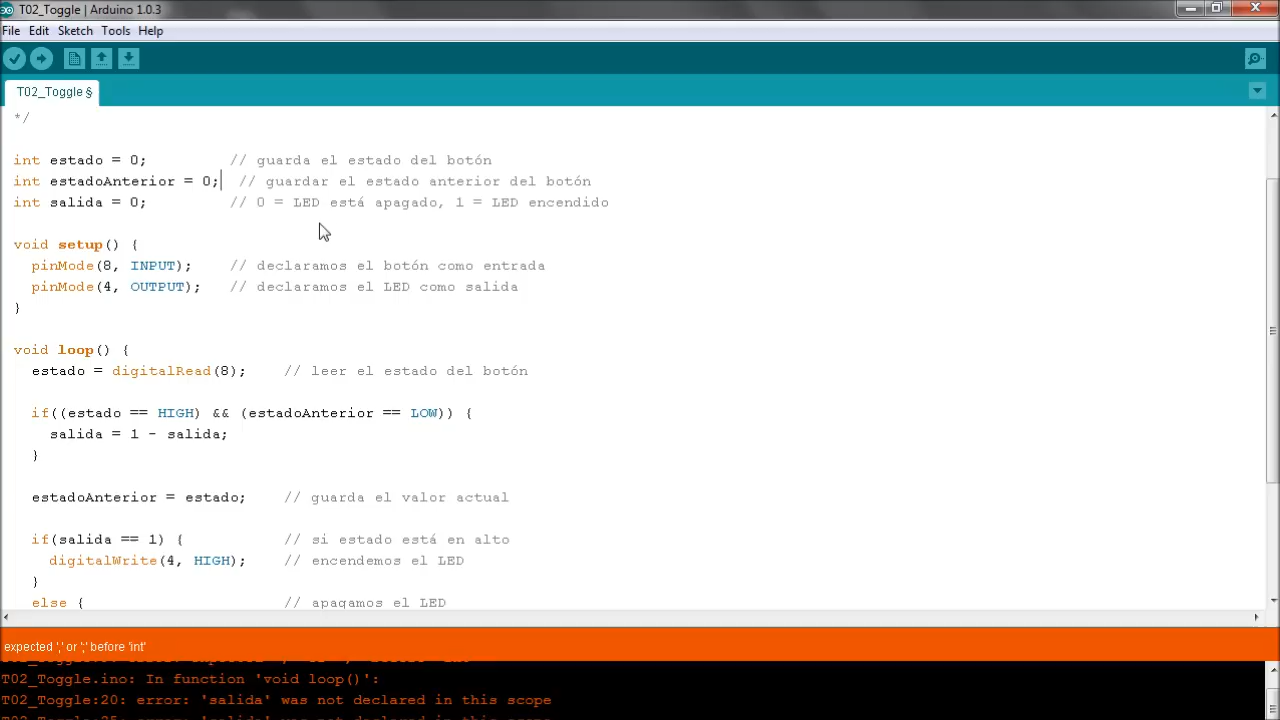 T02_Toggle | Arduino 1.0.3
File Edit Sketch Tools Help
T02_Toggle §
*/
int estado = 0; // guarda el estado del botón
int estadoAnterior = 0; // guardar el estado anterior del botón
int salida = 0; // 0 = LED está apagado, 1 = LED encendido
void setup() {
pinMode(8, INPUT); // declaramos el botón como entrada
pinMode(4, OUTPUT); // declaramos el LED como salida
}
void loop() {
estado = digitalRead(8); // leer el estado del botón
if((estado == HIGH) && (estadoAnterior == LOW)) {
salida = 1 - salida;
}
estadoAnterior = estado; // guarda el valor actual
if(salida == 1) { // si estado está en alto
digitalWrite(4, HIGH); // encendemos el LED
}
else { // apagamos el LED
expected ',' or ';' before 'int'
T02_Toggle.ino: In function 'void loop()':
T02_Toggle:20: error: 'salida' was not declared in this scope